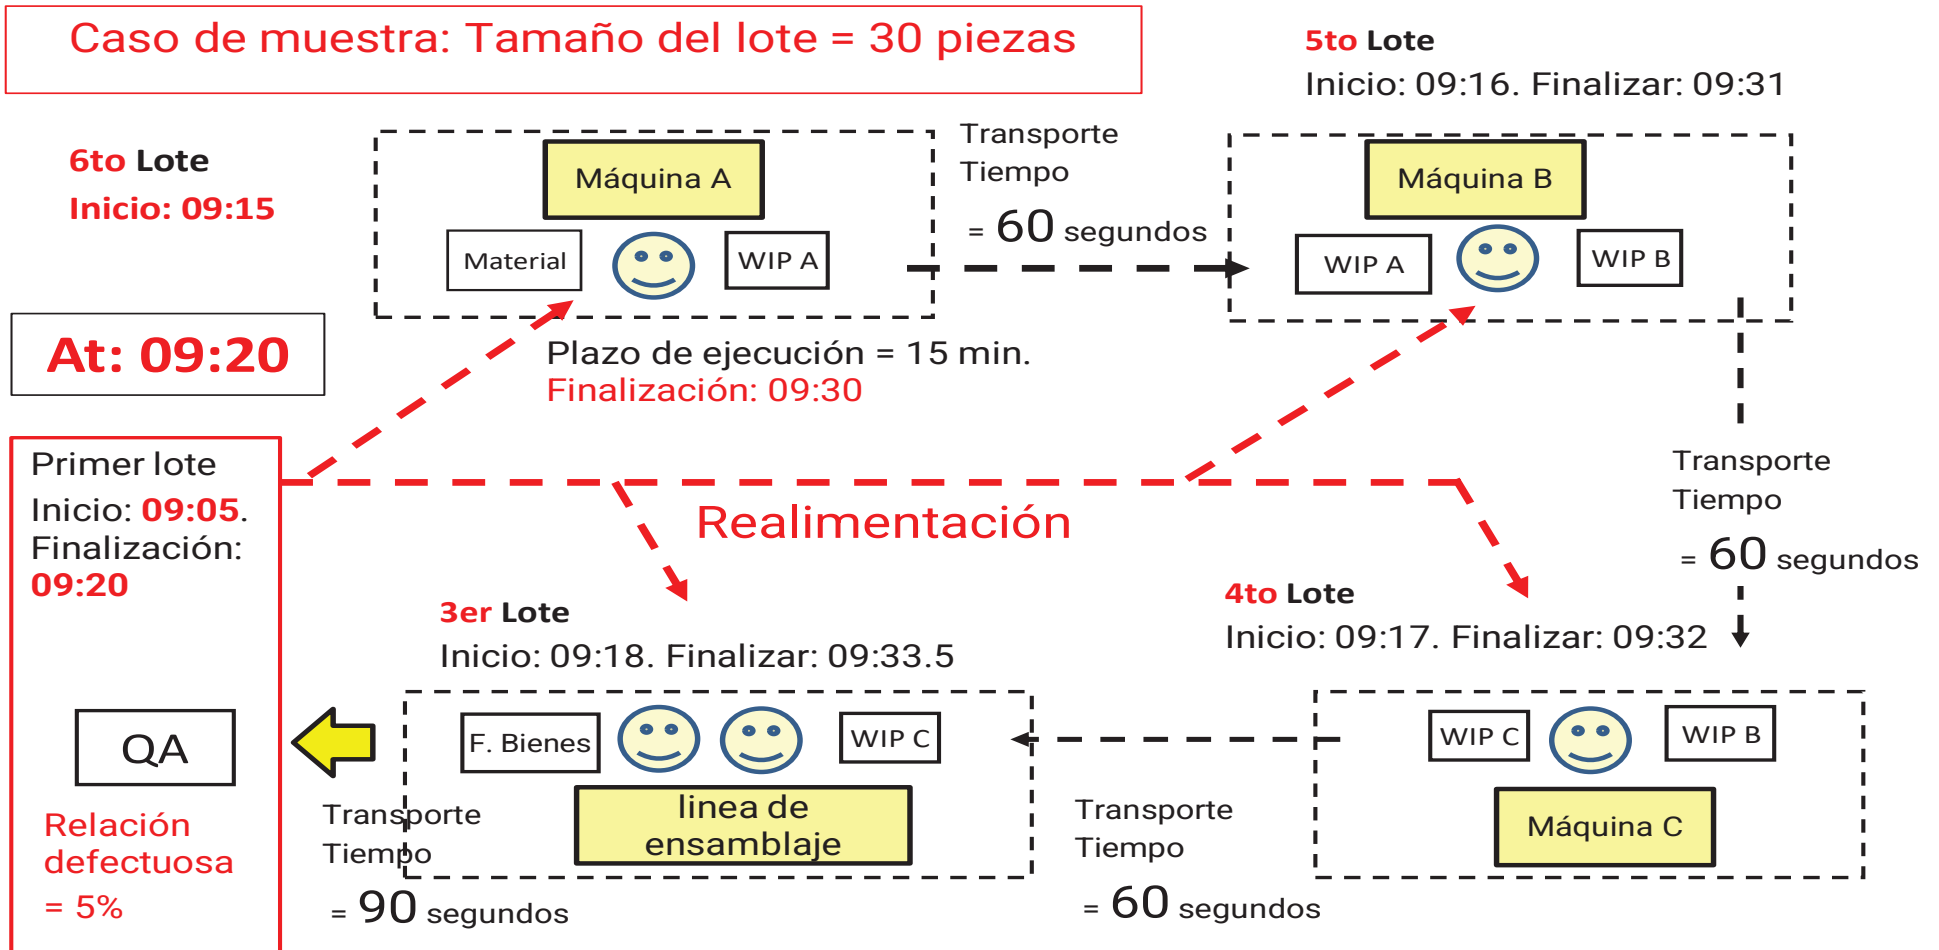 Caso de muestra: Tamaño del lote = 30 piezas
5to Lote
Inicio: 09:16. Finalizar: 09:31
6to Lote
Inicio: 09:15
Máquina A
Material
WIP A
Transporte
Tiempo
= 60 segundos
Máquina B
WIP A
WIP B
At: 09:20
Plazo de ejecución = 15 min.
Finalización: 09:30
Primer lote
Inicio: 09:05.
Finalización:
09:20
Realimentación
Transporte
Tiempo
= 60 segundos
3er Lote
Inicio: 09:18. Finalizar: 09:33.5
4to Lote
Inicio: 09:17. Finalizar: 09:32
QA
Relación
defectuosa
= 5%
F. Bienes
WIP C
linea de
ensamblaje
Transporte
Tiempo
= 90 segundos
Transporte
Tiempo
= 60 segundos
WIP C
WIP B
Máquina C